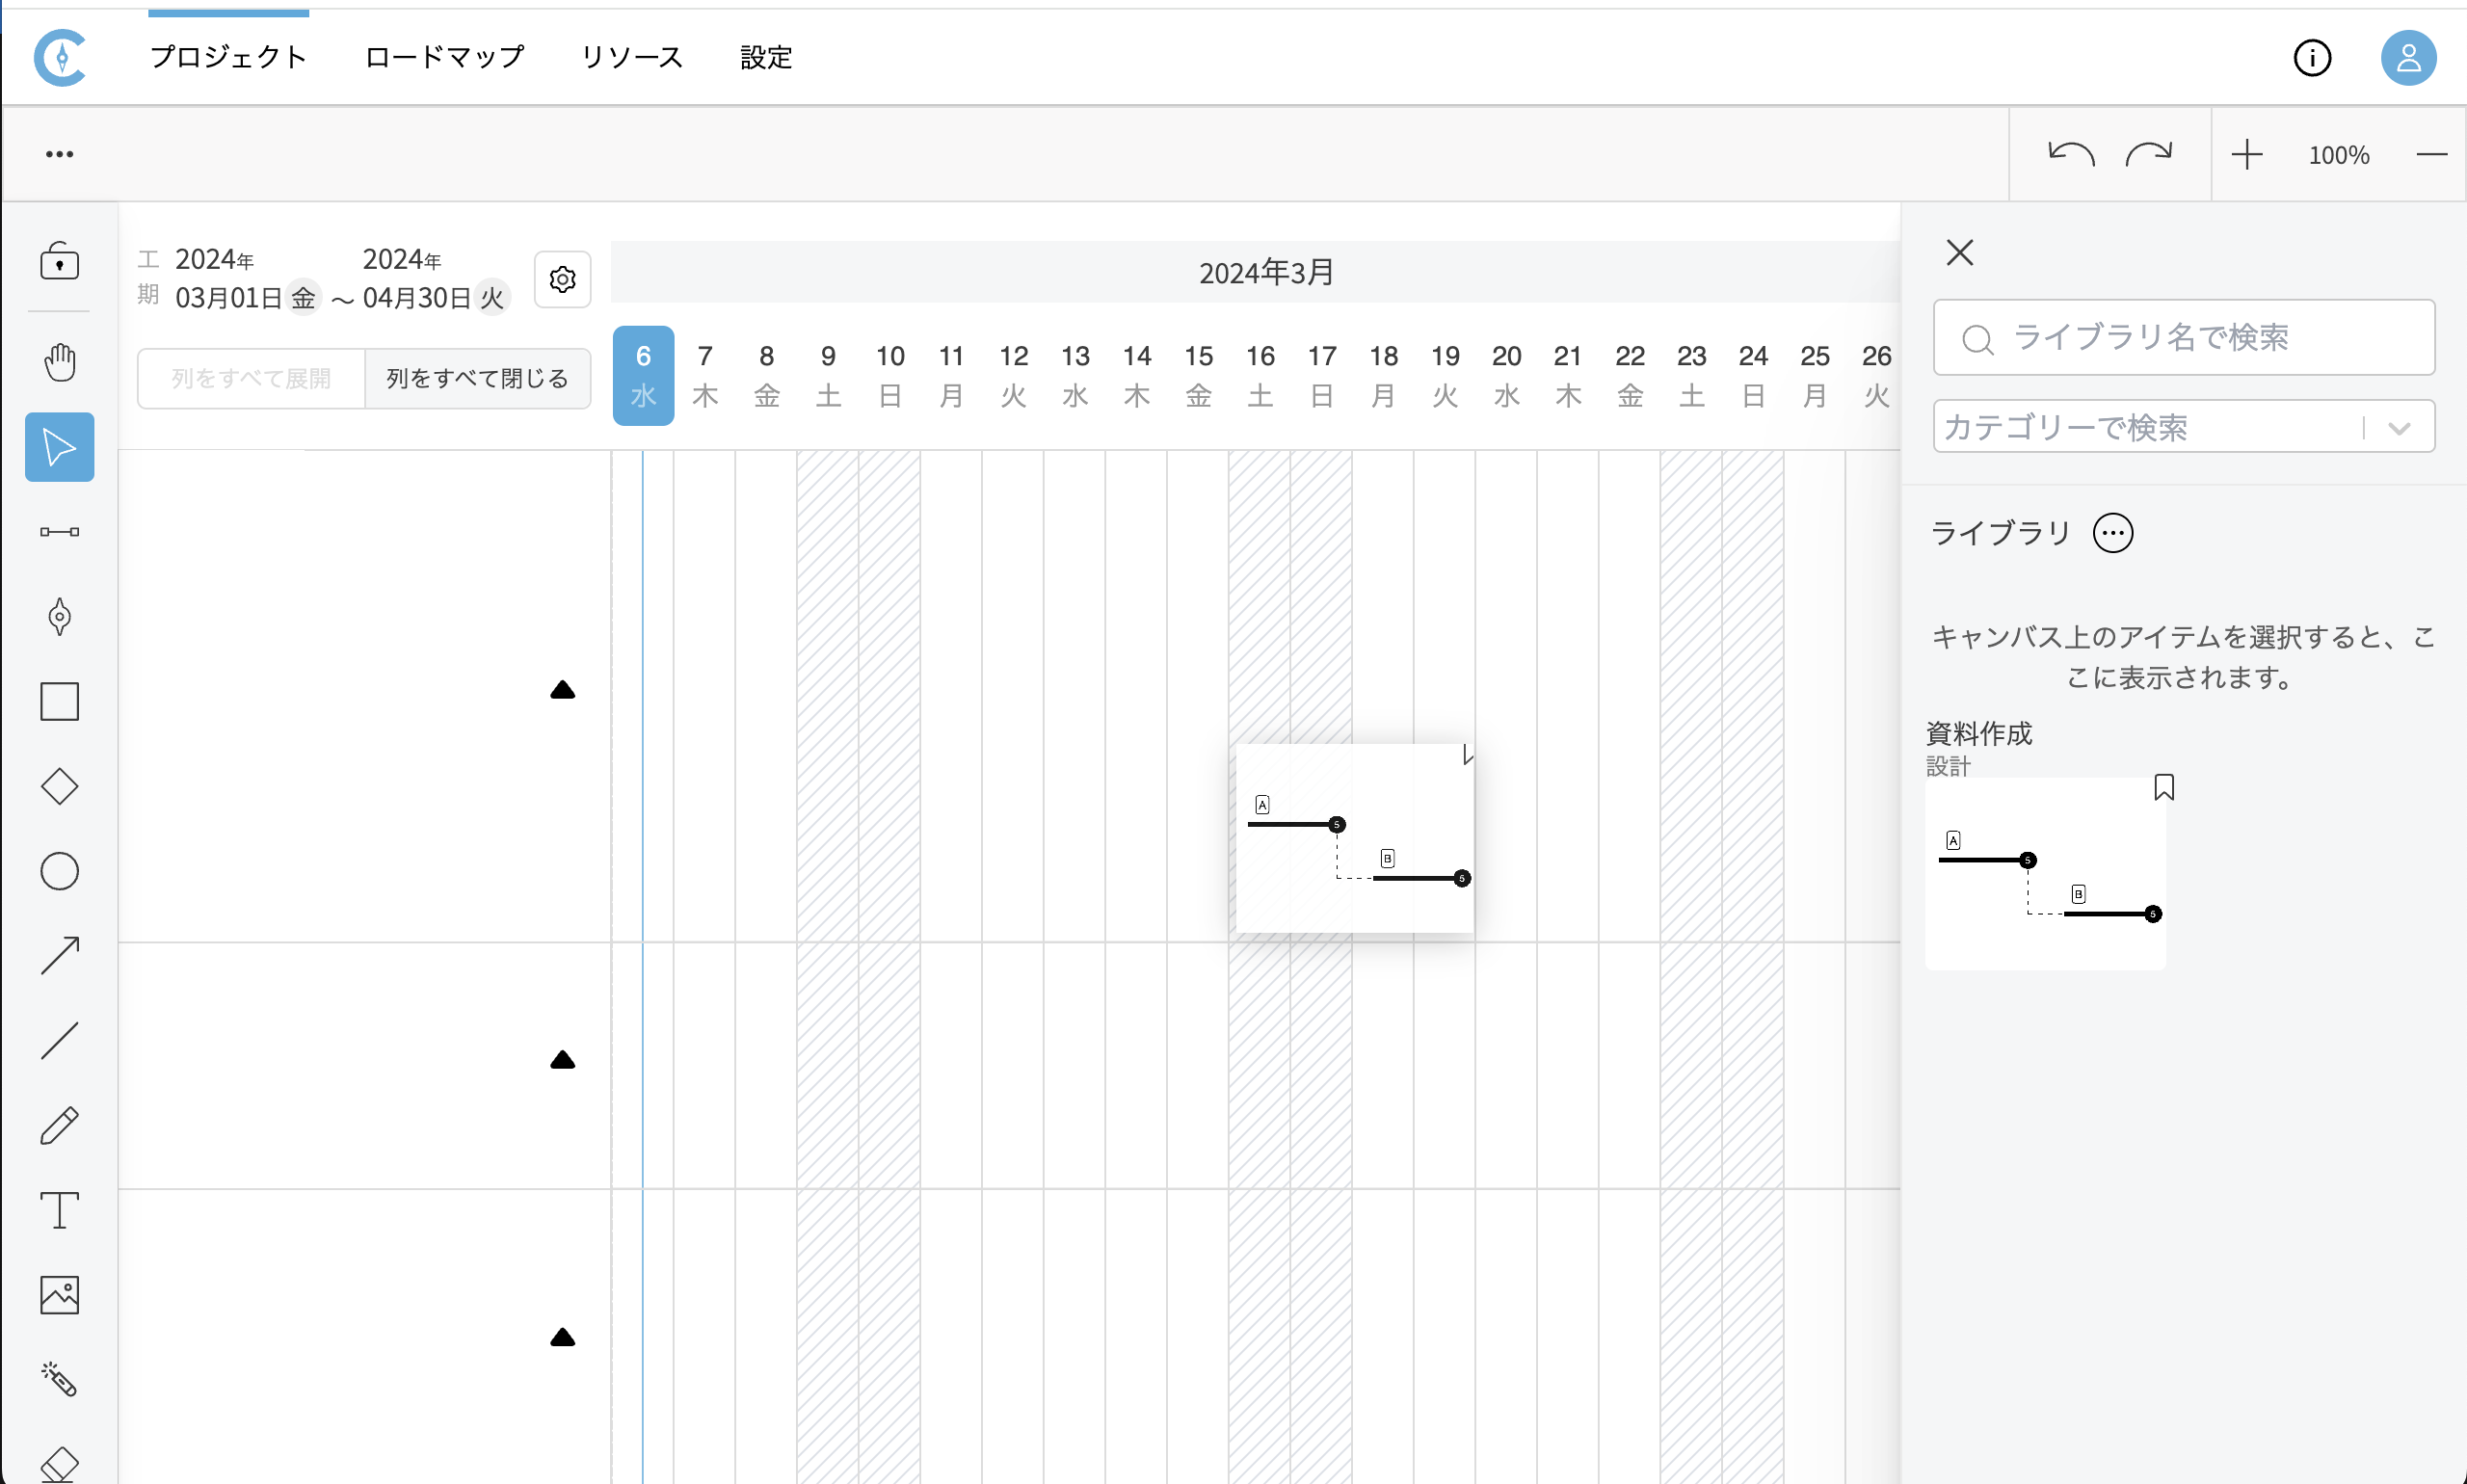 プロジェクト ロードマップ リソース 設定
100%
工期 2024年03月01日 金 ～ 2024年04月30日 火
列をすべて展開 列をすべて閉じる
2024年3月
6 7 8 9 10 11 12 13 14 15 16 17 18 19 20 21 22 23 24 25 26
水 木 金 土 日 月 火 水 木 金 土 日 月 火 水 木 金 土 日 月 火
A
5
B
5
ライブラリ名で検索
カテゴリーで検索
ライブラリ
キャンバス上のアイテムを選択すると、こ
こに表示されます。
資料作成
設計
A
5
B
5